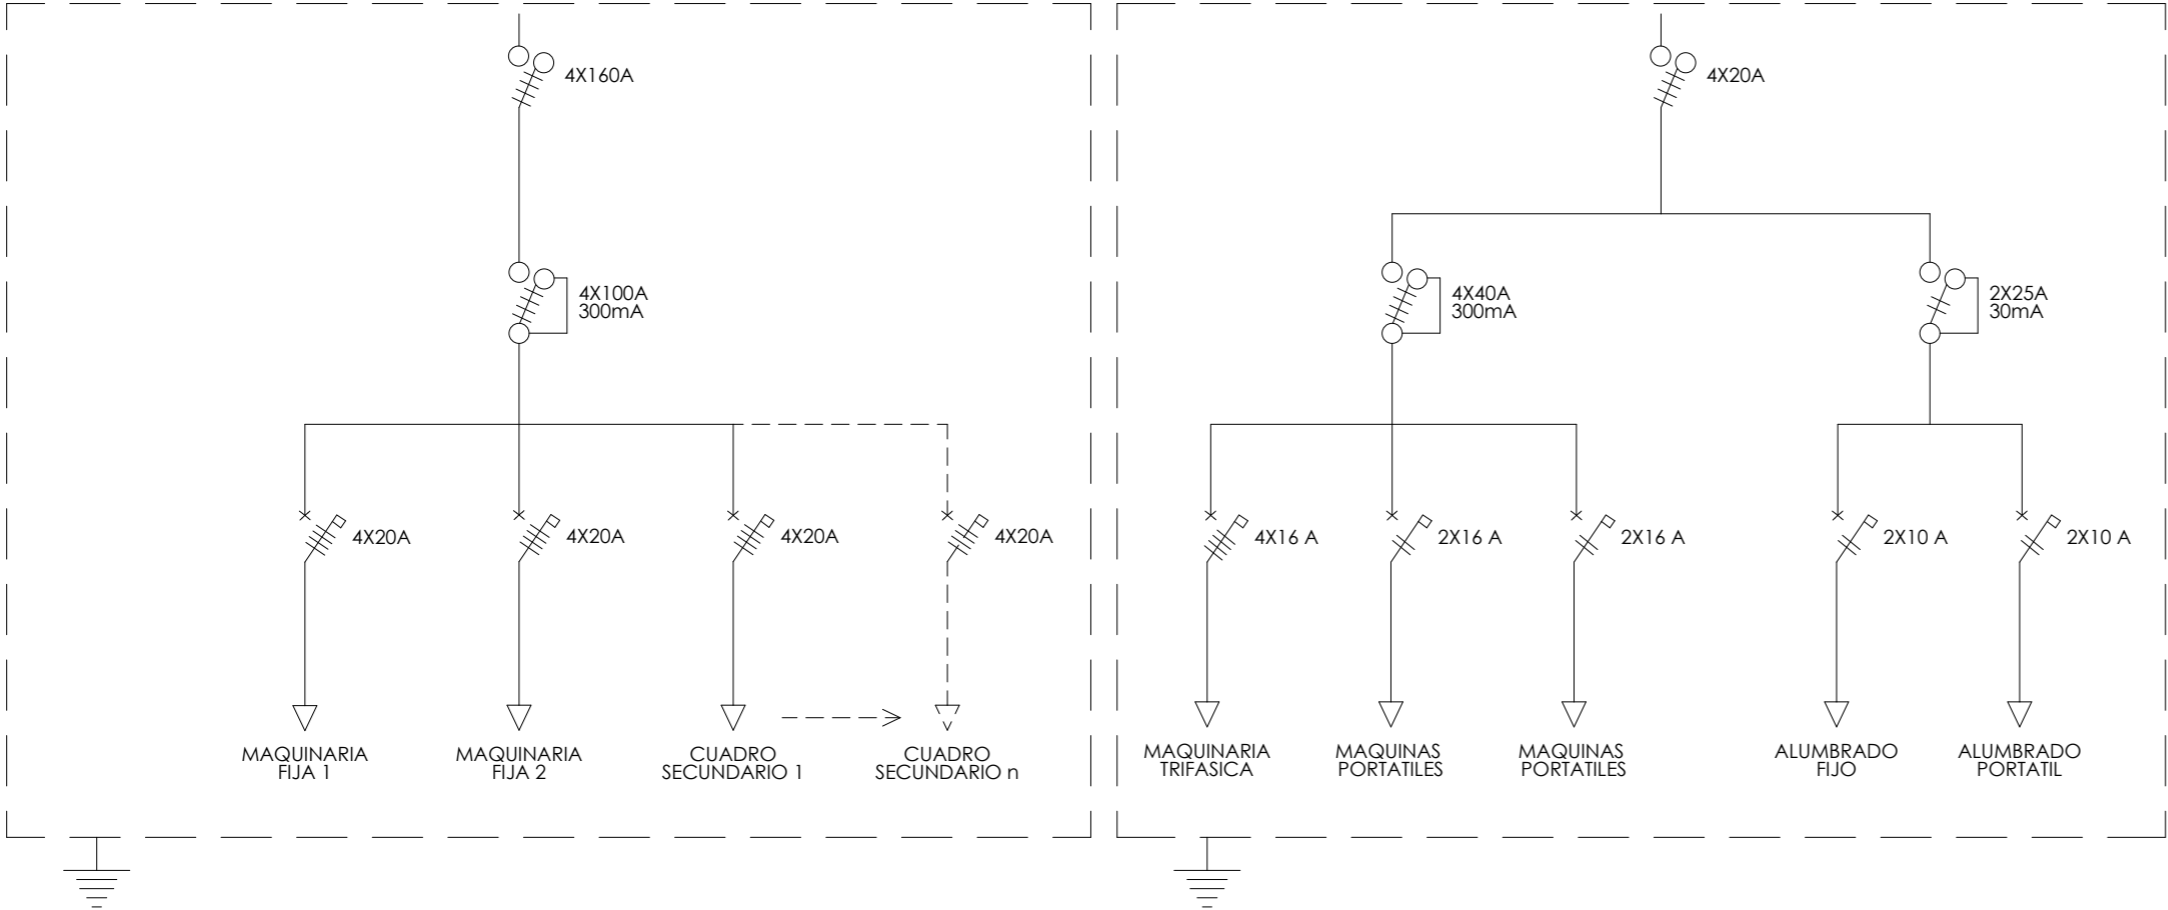 4X160A
4X100A
300mA
4X20A
4X20A
4X20A
4X20A
MAQUINARIA
FIJA 1
MAQUINARIA
FIJA 2
CUADRO
SECUNDARIO 1
CUADRO
SECUNDARIO n
4X20A
4X40A
300mA
2X25A
30mA
4X16 A
2X16 A
2X16 A
2X10 A
2X10 A
MAQUINARIA
TRIFASICA
MAQUINAS
PORTATILES
MAQUINAS
PORTATILES
ALUMBRADO
FIJO
ALUMBRADO
PORTATIL